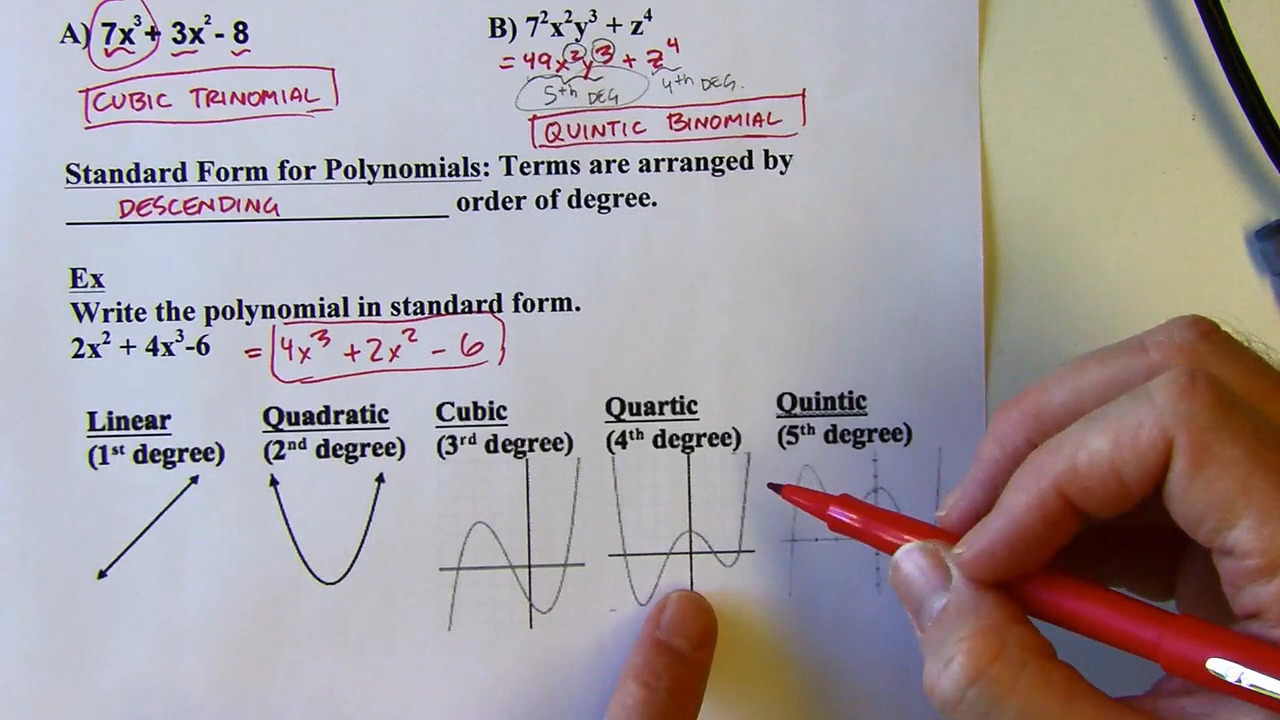 A) 7x³ + 3x² - 8
CUBIC TRINOMIAL
B) 7²x²y³ + z⁴
= 49x²y³ + z⁴
5th DEG 4th DEG.
QUINTIC BINOMIAL
Standard Form for Polynomials: Terms are arranged by
DESCENDING order of degree.
Ex
Write the polynomial in standard form.
2x² + 4x³-6 = 4x³ + 2x² - 6
Linear
(1st degree)
Quadratic
(2nd degree)
Cubic
(3rd degree)
Quartic
(4th degree)
Quintic
(5th degree)